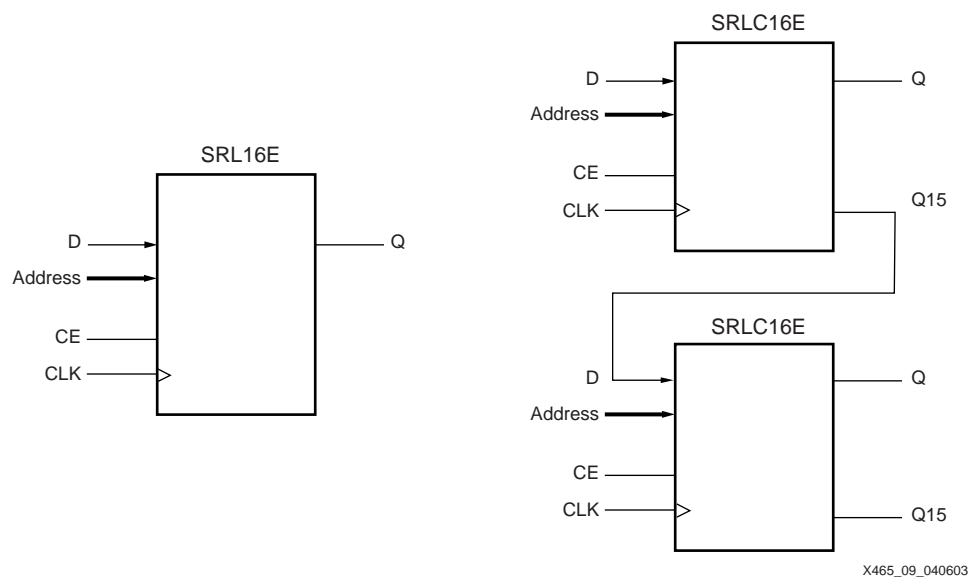 SRL16E
D
Address
CE
CLK
Q
SRLC16E
D
Address
CE
CLK
Q
Q15
SRLC16E
D
Address
CE
CLK
Q
Q15
X465_09_040603